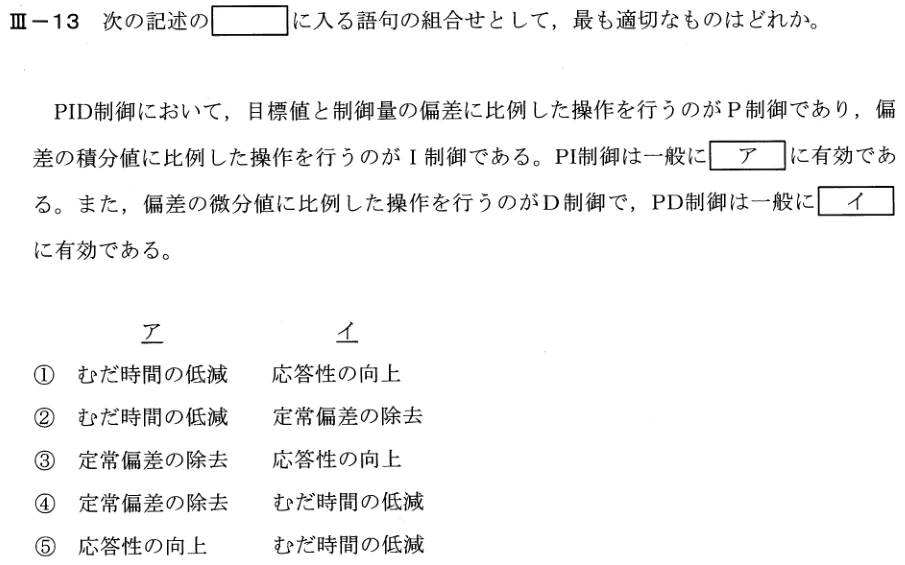 Ⅲ－13 次の記述の に入る語句の組合せとして，最も適切なものはどれか。
PID制御において，目標値と制御量の偏差に比例した操作を行うのがＰ制御であり，偏
差の積分値に比例した操作を行うのがＩ制御である。PI制御は一般に ア に有効であ
る。また，偏差の微分値に比例した操作を行うのがＤ制御で，PD制御は一般に イ
に有効である。
ア イ
① むだ時間の低減 応答性の向上
② むだ時間の低減 定常偏差の除去
③ 定常偏差の除去 応答性の向上
④ 定常偏差の除去 むだ時間の低減
⑤ 応答性の向上 むだ時間の低減